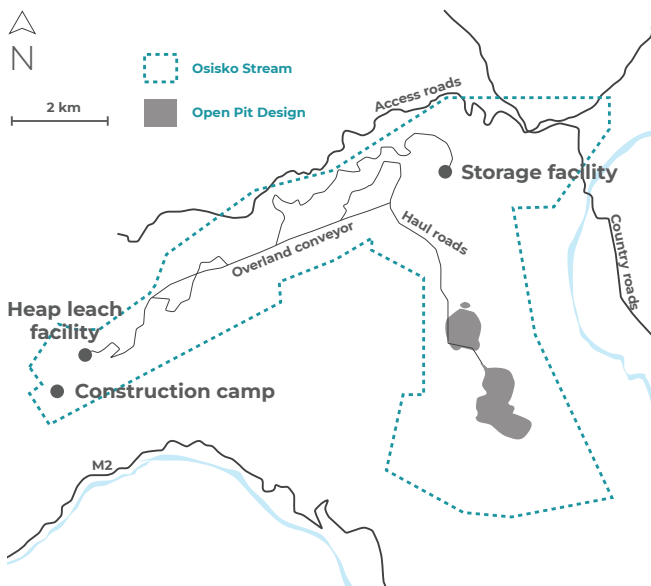 N
Osisko Stream
2 km
Open Pit Design
Access roads
Storage facility
Haul roads
Overland conveyor
Country roads
Heap leach
facility
Construction camp
M2